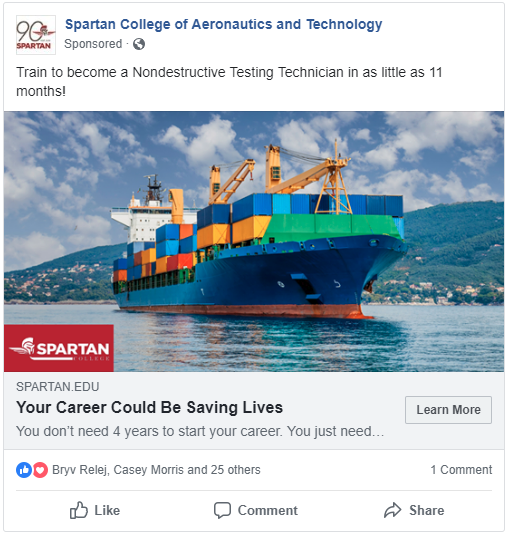 90
SPARTAN
Spartan College of Aeronautics and Technology
Sponsored ·
Train to become a Nondestructive Testing Technician in as little as 11
months!
SPARTAN
COLLEGE
SPARTAN.EDU
Your Career Could Be Saving Lives
Learn More
You don't need 4 years to start your career. You just need…
Bryv Relej, Casey Morris and 25 others
1 Comment
Like
Comment
Share